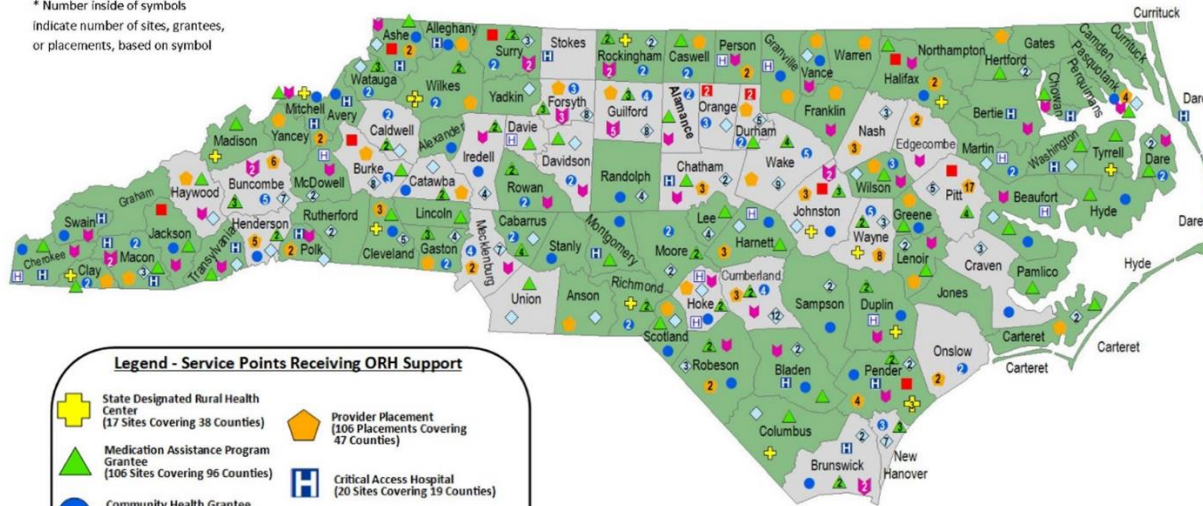 * Number inside of symbols
indicate number of sites, grantees,
or placements, based on symbol
Currituck
Ashe
Alleghany
Surry
Stokes
Rockingham
Caswell
Person
Granville
Vance
Warren
Halifax
Northampton
Hertford
Gates
Camden
Currituck
Pasquotank
Perquimans
Chowan
Dare
Watauga
Wilkes
Yadkin
Forsyth
Guilford
Alamance
Orange
Durham
Franklin
Nash
Edgecombe
Bertie
Martin
Washington
Tyrrell
Dare
Mitchell
Avery
Yancey
Caldwell
Alexander
Davie
Iredell
Davidson
Randolph
Chatham
Wake
Wilson
Pitt
Beaufort
Hyde
Madison
Burke
Catawba
Rowan
Johnston
Greene
Haywood
Buncombe
McDowell
Graham
Swain
Jackson
Henderson
Rutherford
Lincoln
Cabarrus
Montgomery
Lee
Harnett
Wayne
Lenoir
Craven
Pamlico
Dare
Cherokee
Clay
Macon
Transylvania
Polk
Cleveland
Gaston
Mecklenburg
Stanly
Moore
Cumberland
Sampson
Duplin
Jones
Hyde
Union
Anson
Richmond
Hoke
Scotland
Onslow
Carteret
Carteret
Carteret
Robeson
Bladen
Pender
Columbus
Brunswick
New
Hanover
Legend - Service Points Receiving ORH Support
State Designated Rural Health
Center
(17 Sites Covering 38 Counties)
Provider Placement
(106 Placements Covering
47 Counties)
Medication Assistance Program
Grantee
(106 Sites Covering 96 Counties)
H Critical Access Hospital
(20 Sites Covering 19 Counties)
Community Health Grantee